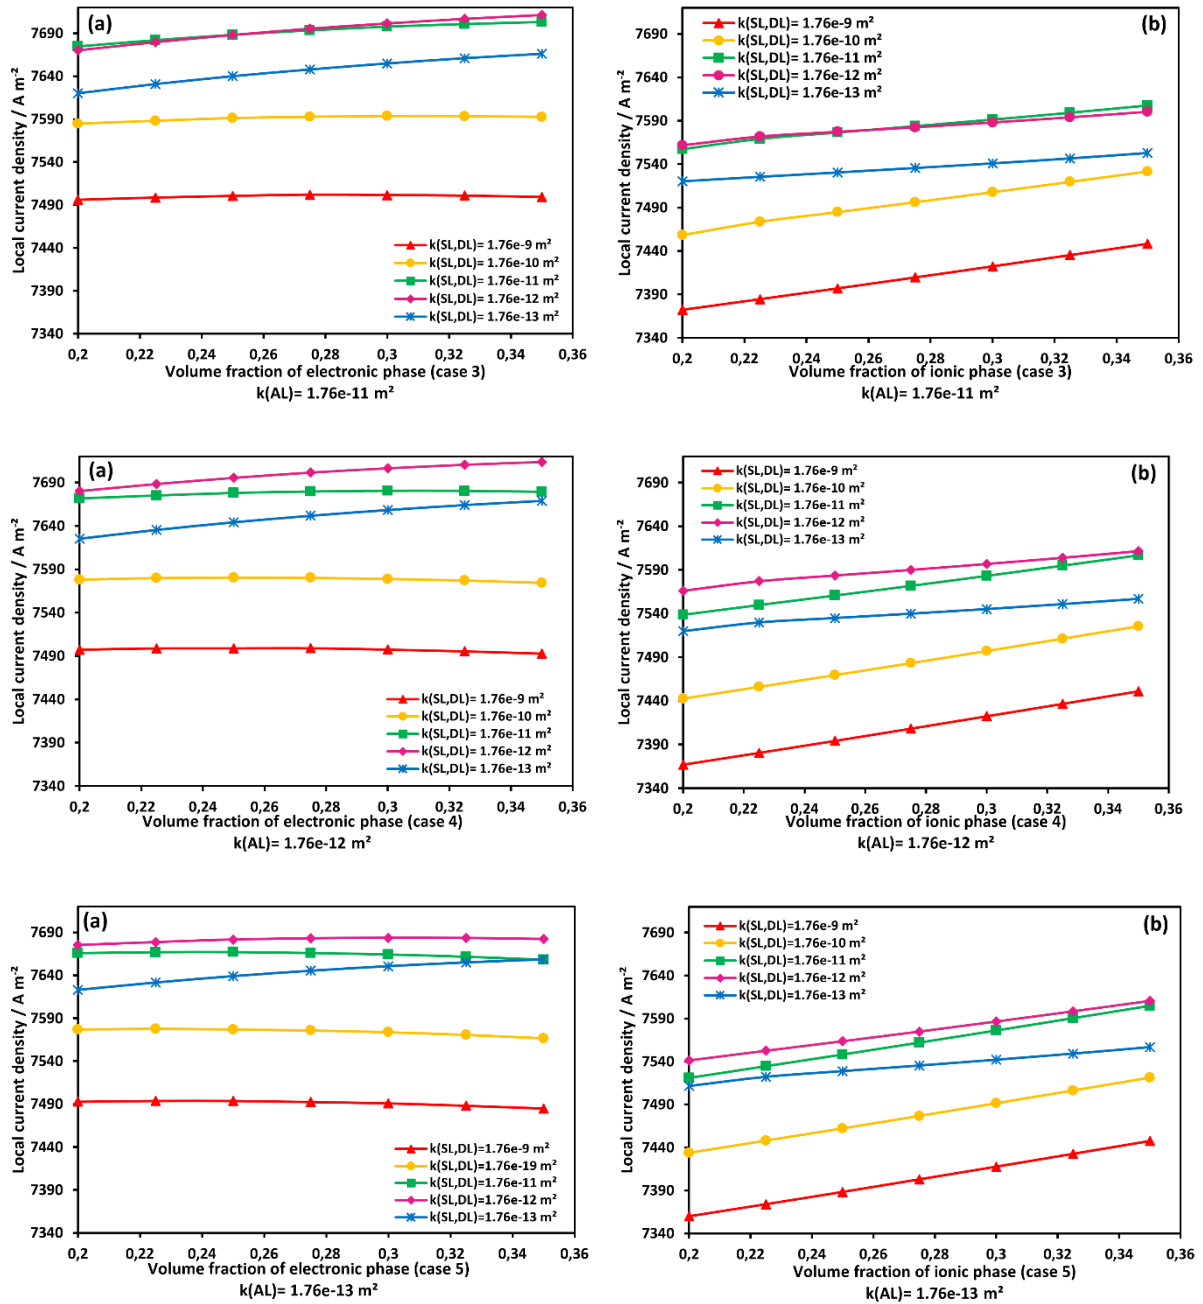 (a)
Local current density / A m⁻²
7690
7640
7590
7540
7490
7440
7390
7340
k(SL,DL)= 1.76e-9 m²
k(SL,DL)= 1.76e-10 m²
k(SL,DL)= 1.76e-11 m²
k(SL,DL)= 1.76e-12 m²
k(SL,DL)= 1.76e-13 m²
0,2 0,22 0,24 0,26 0,28 0,3 0,32 0,34 0,36
Volume fraction of electronic phase (case 3)
k(AL)= 1.76e-11 m²
(b)
Local current density / A m⁻²
7690
7640
7590
7540
7490
7440
7390
7340
k(SL,DL)= 1.76e-9 m²
k(SL,DL)= 1.76e-10 m²
k(SL,DL)= 1.76e-11 m²
k(SL,DL)= 1.76e-12 m²
k(SL,DL)= 1.76e-13 m²
0,2 0,22 0,24 0,26 0,28 0,3 0,32 0,34 0,36
Volume fraction of ionic phase (case 3)
k(AL)= 1.76e-11 m²
(a)
Local current density / A m⁻²
7690
7640
7590
7540
7490
7440
7390
7340
k(SL,DL)= 1.76e-9 m²
k(SL,DL)= 1.76e-10 m²
k(SL,DL)= 1.76e-11 m²
k(SL,DL)= 1.76e-12 m²
k(SL,DL)= 1.76e-13 m²
0,2 0,22 0,24 0,26 0,28 0,3 0,32 0,34 0,36
Volume fraction of electronic phase (case 4)
k(AL)= 1.76e-12 m²
(b)
Local current density / A m⁻²
7690
7640
7590
7540
7490
7440
7390
7340
k(SL,DL)= 1.76e-9 m²
k(SL,DL)= 1.76e-10 m²
k(SL,DL)= 1.76e-11 m²
k(SL,DL)= 1.76e-12 m²
k(SL,DL)= 1.76e-13 m²
0,2 0,22 0,24 0,26 0,28 0,3 0,32 0,34 0,36
Volume fraction of ionic phase (case 4)
k(AL)= 1.76e-12 m²
(a)
Local current density / A m⁻²
7690
7640
7590
7540
7490
7440
7390
7340
k(SL,DL)=1.76e-9 m²
k(SL,DL)=1.76e-19 m²
k(SL,DL)=1.76e-11 m²
k(SL,DL)=1.76e-12 m²
k(SL,DL)=1.76e-13 m²
0,2 0,22 0,24 0,26 0,28 0,3 0,32 0,34 0,36
Volume fraction of electronic phase (case 5)
k(AL)= 1.76e-13 m²
(b)
Local current density / A m⁻²
7690
7640
7590
7540
7490
7440
7390
7340
k(SL,DL)=1.76e-9 m²
k(SL,DL)=1.76e-10 m²
k(SL,DL)=1.76e-11 m²
k(SL,DL)=1.76e-12 m²
k(SL,DL)=1.76e-13 m²
0,2 0,22 0,24 0,26 0,28 0,3 0,32 0,34 0,36
Volume fraction of ionic phase (case 5)
k(AL)= 1.76e-13 m²